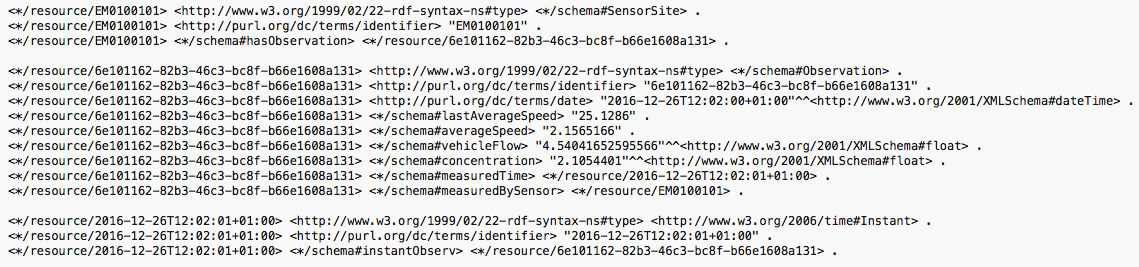 <*/resource/EM0100101> <http://www.w3.org/1999/02/22-rdf-syntax-ns#type> <*/schema#SensorSite> .
<*/resource/EM0100101> <http://purl.org/dc/terms/identifier> "EM0100101" .
<*/resource/EM0100101> <*/schema#hasObservation> <*/resource/6e101162-82b3-46c3-bc8f-b66e1608a131> .
<*/resource/6e101162-82b3-46c3-bc8f-b66e1608a131> <http://www.w3.org/1999/02/22-rdf-syntax-ns#type> <*/schema#Observation> .
<*/resource/6e101162-82b3-46c3-bc8f-b66e1608a131> <http://purl.org/dc/terms/identifier> "6e101162-82b3-46c3-bc8f-b66e1608a131" .
<*/resource/6e101162-82b3-46c3-bc8f-b66e1608a131> <http://purl.org/dc/terms/date> "2016-12-26T12:02:00+01:00"^^<http://www.w3.org/2001/XMLSchema#dateTime> .
<*/resource/6e101162-82b3-46c3-bc8f-b66e1608a131> <*/schema#lastAverageSpeed> "25.1286" .
<*/resource/6e101162-82b3-46c3-bc8f-b66e1608a131> <*/schema#averageSpeed> "2.1565166" .
<*/resource/6e101162-82b3-46c3-bc8f-b66e1608a131> <*/schema#vehicleFlow> "4.54041652595566"^^<http://www.w3.org/2001/XMLSchema#float> .
<*/resource/6e101162-82b3-46c3-bc8f-b66e1608a131> <*/schema#concentration> "2.1054401"^^<http://www.w3.org/2001/XMLSchema#float> .
<*/resource/6e101162-82b3-46c3-bc8f-b66e1608a131> <*/schema#measuredTime> <*/resource/2016-12-26T12:02:01+01:00> .
<*/resource/6e101162-82b3-46c3-bc8f-b66e1608a131> <*/schema#measuredBySensor> <*/resource/EM0100101> .
<*/resource/2016-12-26T12:02:01+01:00> <http://www.w3.org/1999/02/22-rdf-syntax-ns#type> <http://www.w3.org/2006/time#Instant> .
<*/resource/2016-12-26T12:02:01+01:00> <http://purl.org/dc/terms/identifier> "2016-12-26T12:02:01+01:00" .
<*/resource/2016-12-26T12:02:01+01:00> <*/schema#instantObserv> <*/resource/6e101162-82b3-46c3-bc8f-b66e1608a131> .